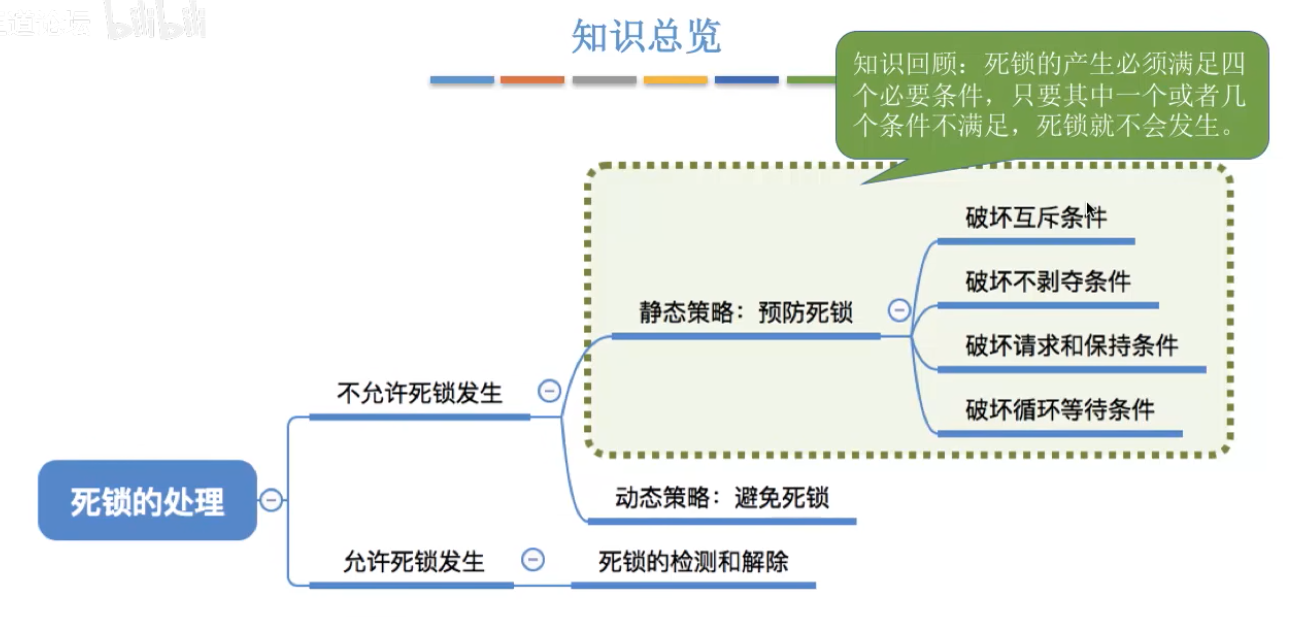 道论坛 bilibili
知识总览
知识回顾：死锁的产生必须满足四
个必要条件，只要其中一个或者几
个条件不满足，死锁就不会发生。
破坏互斥条件
破坏不剥夺条件
静态策略：预防死锁
破坏请求和保持条件
不允许死锁发生
破坏循环等待条件
死锁的处理
动态策略：避免死锁
允许死锁发生
死锁的检测和解除